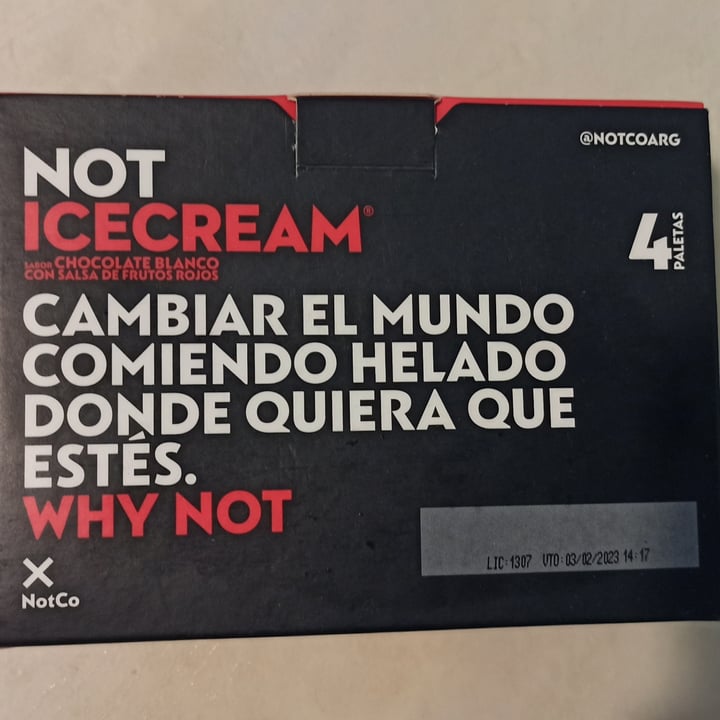 @NOTCOARG
NOT
ICECREAM®
SABOR CHOCOLATE BLANCO
CON SALSA DE FRUTOS ROJOS
4
PALETAS
CAMBIAR EL MUNDO
COMIENDO HELADO
DONDE QUIERA QUE
ESTÉS.
WHY NOT
LIC:1307 VTO:03/02/2023 14:17
NotCo